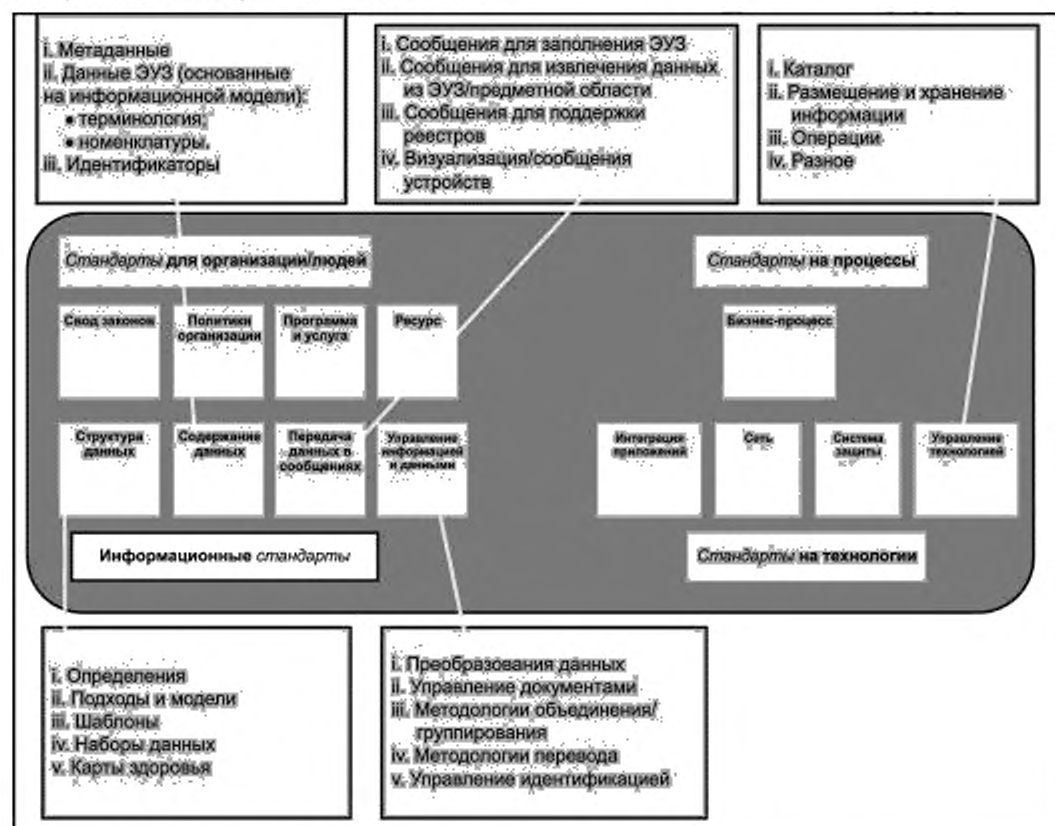 i. Метаданные
ii. Данные ЭУЗ (основанные
на информационной модели):
• терминология;
• номенклатуры.
iii. Идентификаторы
i. Сообщения для заполнения ЭУЗ
ii. Сообщения для извлечения данных
из ЭУЗ/предметной области
iii. Сообщения для поддержки
реестров
iv. Визуализация/сообщения
устройств
i. Каталог
ii. Размещение и хранение
информации
iii. Операции
iv. Разное
Стандарты для организации/людей
Стандарты на процессы
Свод законов
Политики
организации
Программа
и услуга
Ресурс
Бизнес-процесс
Структура
данных
Содержание
данных
Передача
данных в
сообщениях
Управление
информацией
и данными
Интеграция
приложений
Сеть
Система
защиты
Управление
технологией
Информационные стандарты
Стандарты на технологии
i. Определения
ii. Подходы и модели
iii. Шаблоны
iv. Наборы данных
v. Карты здоровья
i. Преобразования данных
ii. Управление документами
iii. Методологии объединения/
группирования
iv. Методологии перевода
v. Управление идентификацией